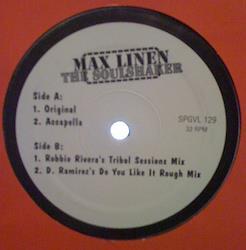 MAX LINEN
THE SOULSHAKER
Side A:
1. Original
2. Accapella
SPGVL 129
33 RPM
Side B:
1. Robbie Rivera's Tribal Sessions Mix
2. D. Ramirez's Do You Like It Rough Mix